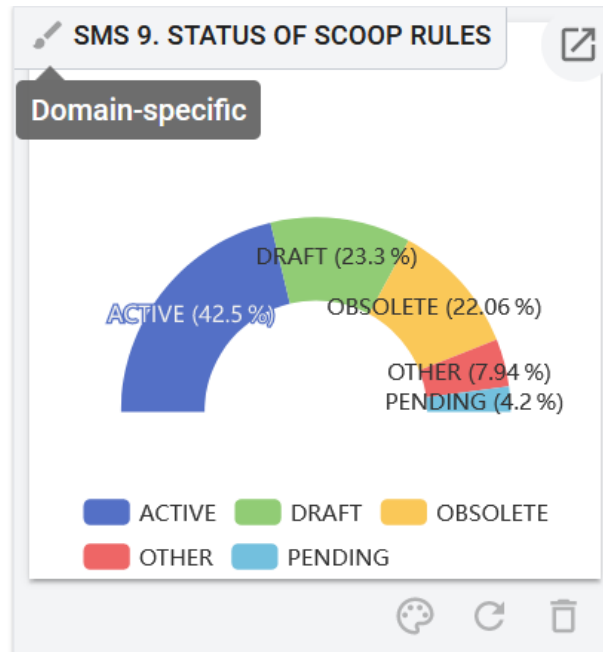 SMS 9. STATUS OF SCOOP RULES
Domain-specific
DRAFT (23.3 %)
OBSOLETE (22.06 %)
ACTIVE (42.5 %)
OTHER (7.94 %)
PENDING (4.2 %)
ACTIVE DRAFT OBSOLETE
OTHER PENDING